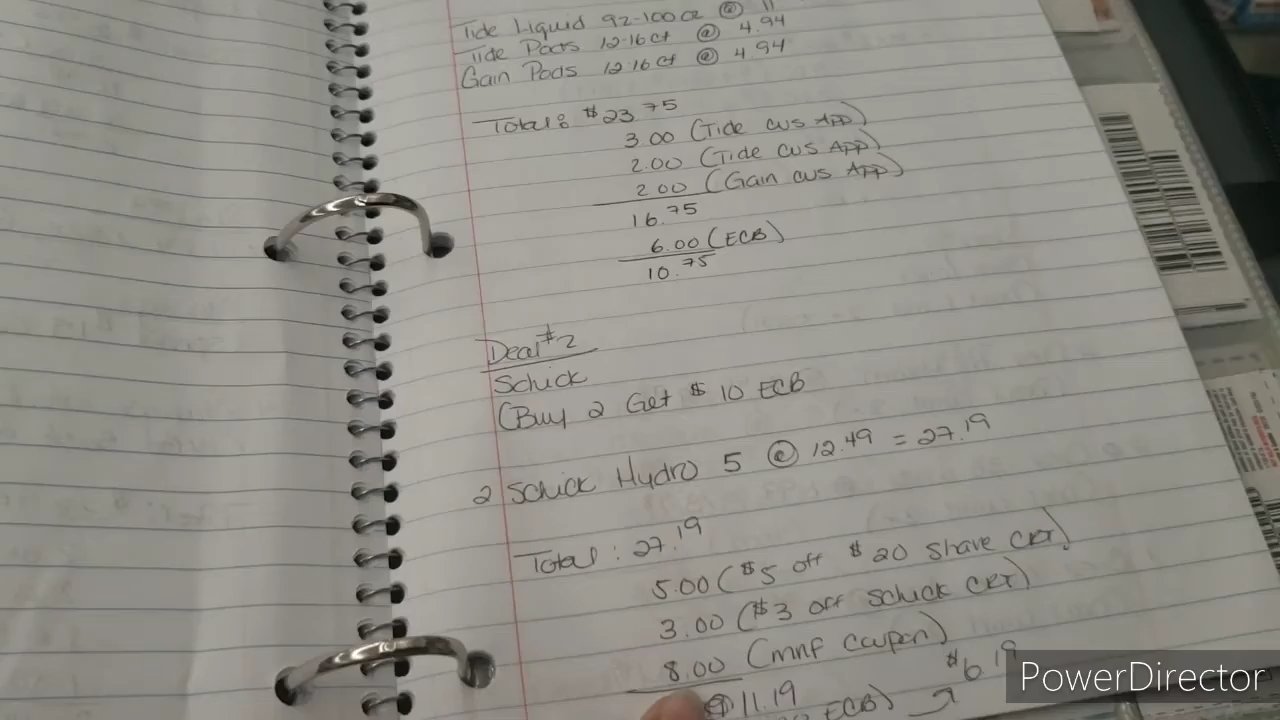 Tide Liquid 92-100oz @ 11
Tide Pods 12-16ct @ 4.94
Gain Pods 12-16ct @ 4.94
Total: $23.75
3.00 (Tide CVS App)
2.00 (Tide CVS App)
2.00 (Gain CVS App)
16.75
6.00 (ECB)
10.75
Deal #2
Schick
(Buy 2 Get $10 ECB
2 Schick Hydro 5 @ 12.49 = 27.19
Total: 27.19
5.00 ($5 off $20 shave CRT)
3.00 ($3 off Schick CRT)
8.00 (mnf coupon)
11.19
ECB) $6.19
PowerDirector